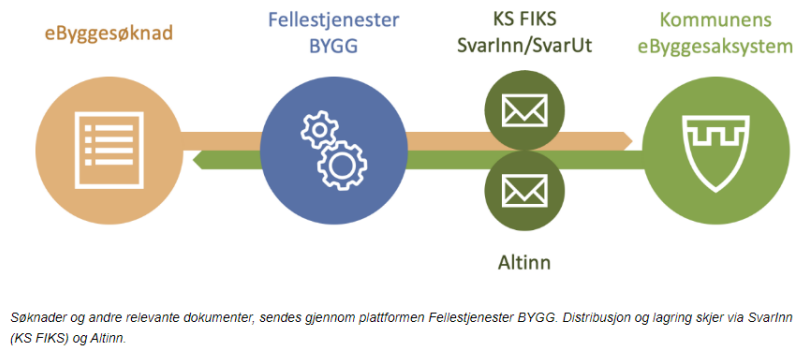 eByggesøknad
Fellestjenester
BYGG
KS FIKS
SvarInn/SvarUt
Kommunens
eByggesaksystem
Altinn
Søknader og andre relevante dokumenter, sendes gjennom plattformen Fellestjenester BYGG. Distribusjon og lagring skjer via SvarInn
(KS FIKS) og Altinn.